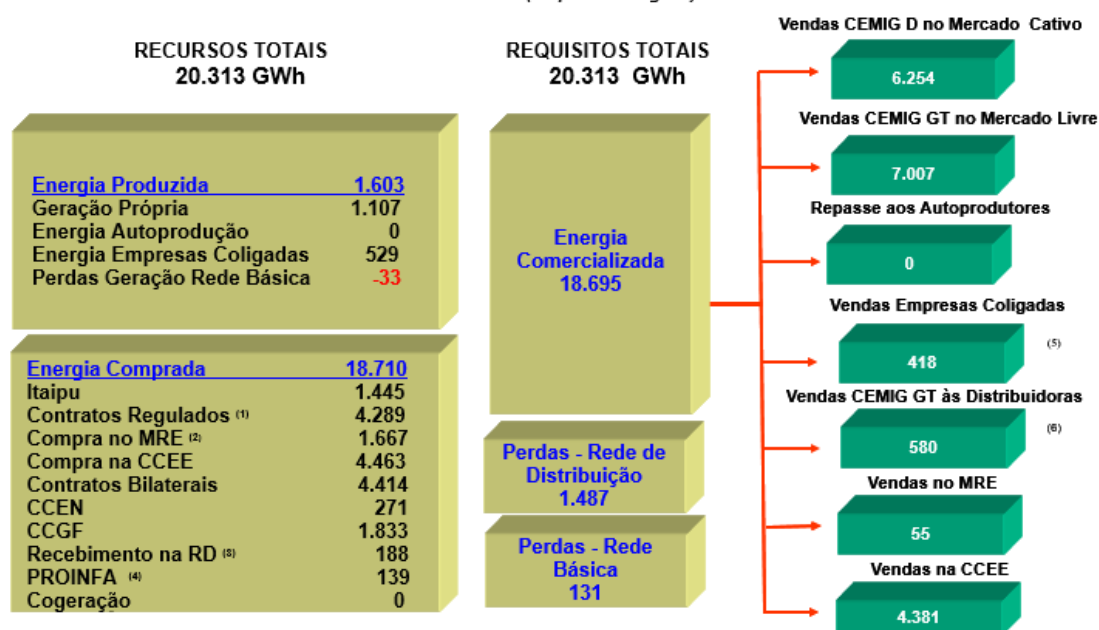 RECURSOS TOTAIS
20.313 GWh
Energia Produzida 1.603
Geração Própria 1.107
Energia Autoprodução 0
Energia Empresas Coligadas 529
Perdas Geração Rede Básica -33
Energia Comprada 18.710
Itaipu 1.445
Contratos Regulados (1) 4.289
Compra no MRE (2) 1.667
Compra na CCEE 4.463
Contratos Bilaterais 4.414
CCEN 271
CCGF 1.833
Recebimento na RD (3) 188
PROINFA (4) 139
Cogeração 0
REQUISITOS TOTAIS
20.313 GWh
Energia
Comercializada
18.695
Perdas - Rede de
Distribuição
1.487
Perdas - Rede
Básica
131
Vendas CEMIG D no Mercado Cativo
6.254
Vendas CEMIG GT no Mercado Livre
7.007
Repasse aos Autoprodutores
0
Vendas Empresas Coligadas
418 (5)
Vendas CEMIG GT às Distribuidoras
580 (6)
Vendas no MRE
55
Vendas na CCEE
4.381